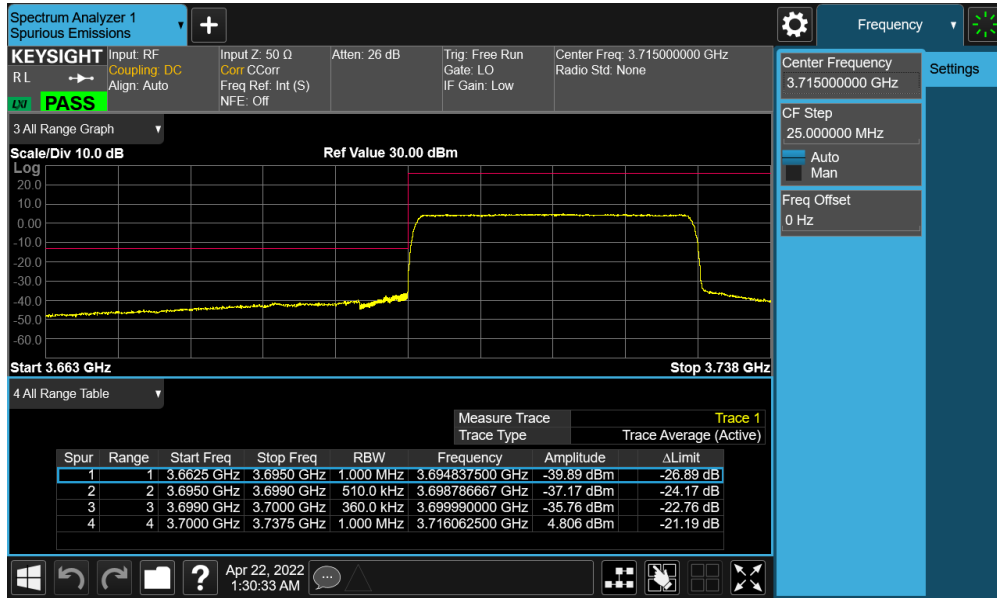 Spectrum Analyzer 1
Spurious Emissions
+
Frequency
KEYSIGHT
R L
LXI PASS
Input: RF
Coupling: DC
Align: Auto
Input Z: 50 Ω
Corr CCorr
Freq Ref: Int (S)
NFE: Off
Atten: 26 dB
Trig: Free Run
Gate: LO
IF Gain: Low
Center Freq: 3.715000000 GHz
Radio Std: None
Center Frequency
3.715000000 GHz
Settings
CF Step
25.000000 MHz
Auto
Man
Freq Offset
0 Hz
3 All Range Graph
Scale/Div 10.0 dB
Ref Value 30.00 dBm
Log
20.0
10.0
0.00
-10.0
-20.0
-30.0
-40.0
-50.0
-60.0
Start 3.663 GHz
Stop 3.738 GHz
4 All Range Table
Measure Trace Trace 1
Trace Type Trace Average (Active)
Spur Range Start Freq Stop Freq RBW Frequency Amplitude ΔLimit
1 1 3.6625 GHz 3.6950 GHz 1.000 MHz 3.694837500 GHz -39.89 dBm -26.89 dB
2 2 3.6950 GHz 3.6990 GHz 510.0 kHz 3.698786667 GHz -37.17 dBm -24.17 dB
3 3 3.6990 GHz 3.7000 GHz 360.0 kHz 3.699990000 GHz -35.76 dBm -22.76 dB
4 4 3.7000 GHz 3.7375 GHz 1.000 MHz 3.716062500 GHz 4.806 dBm -21.19 dB
?
Apr 22, 2022
1:30:33 AM